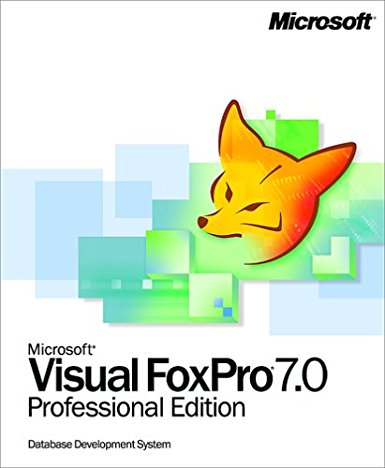 Microsoft®
Microsoft®
Visual FoxPro® 7.0
Professional Edition
Database Development System